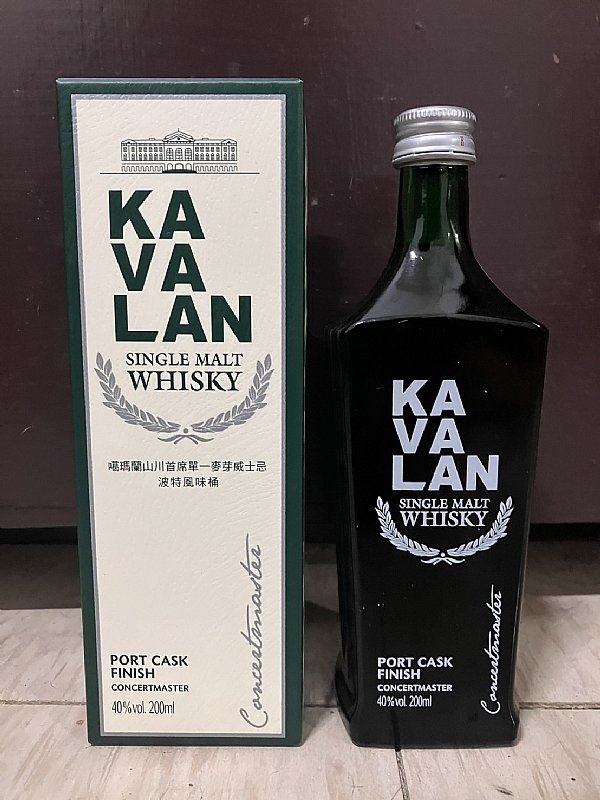 KA
VA
LAN
SINGLE MALT
WHISKY
噶瑪蘭山川首席單一麥芽威士忌
波特風味桶
Concertmaster
PORT CASK
FINISH
CONCERTMASTER
40%vol. 200ml
KA
VA
LAN
SINGLE MALT
WHISKY
Concertmaster
PORT CASK
FINISH
CONCERTMASTER
40%vol. 200ml